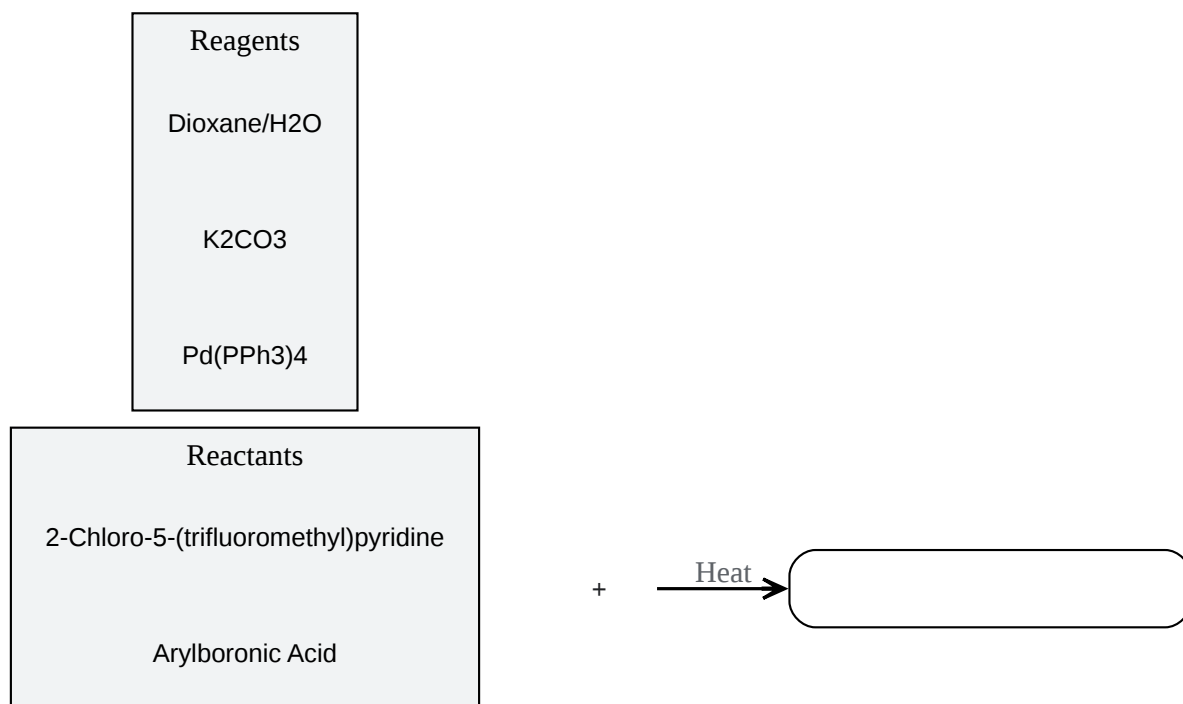 Reagents
Dioxane/H2O
K2CO3
Pd(PPh3)4
Reactants
2-Chloro-5-(trifluoromethyl)pyridine
+
Heat
Arylboronic Acid